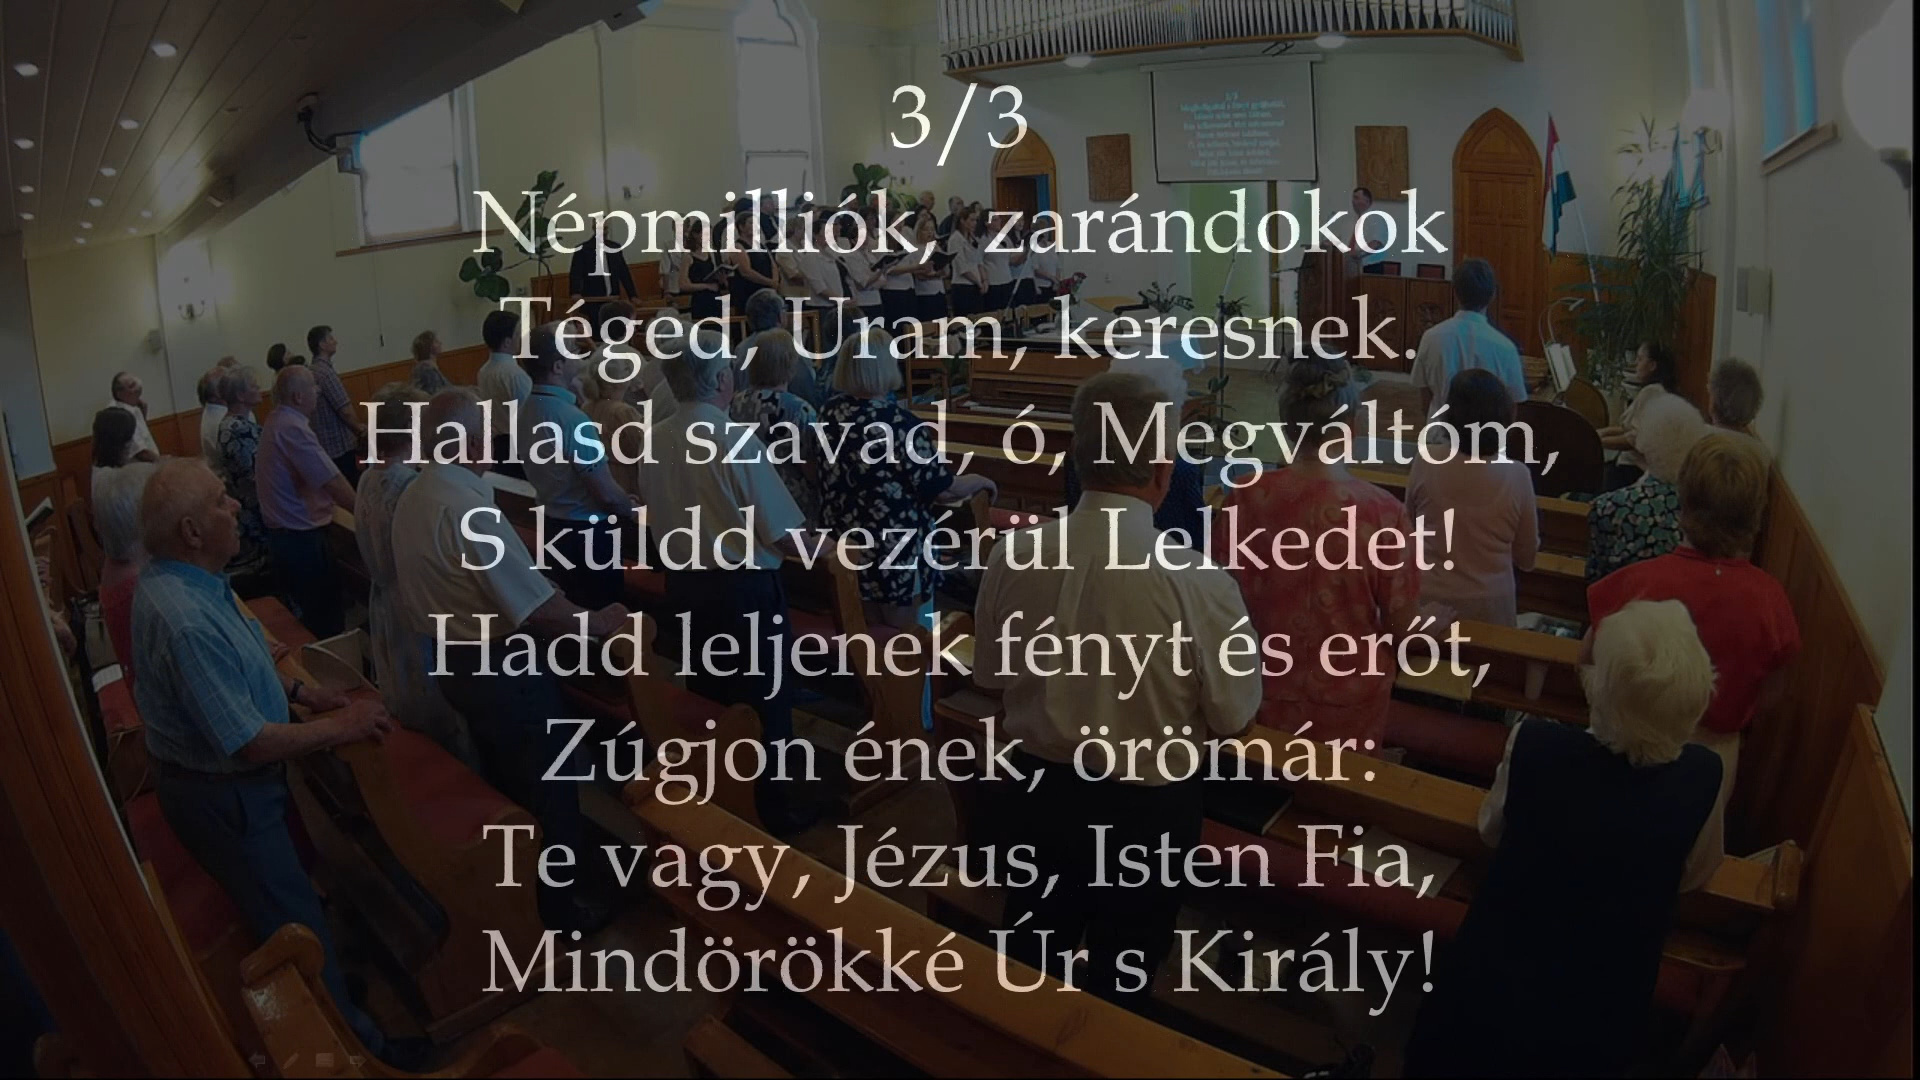 3/3
Népmilliók, zarándokok
Téged, Uram, keresnek.
Hallasd szavad, ó, Megváltóm,
S küldd vezérül Lelkedet!
Hadd leljenek fényt és erőt,
Zúgjon ének, örömár:
Te vagy, Jézus, Isten Fia,
Mindörökké Úr s Király!